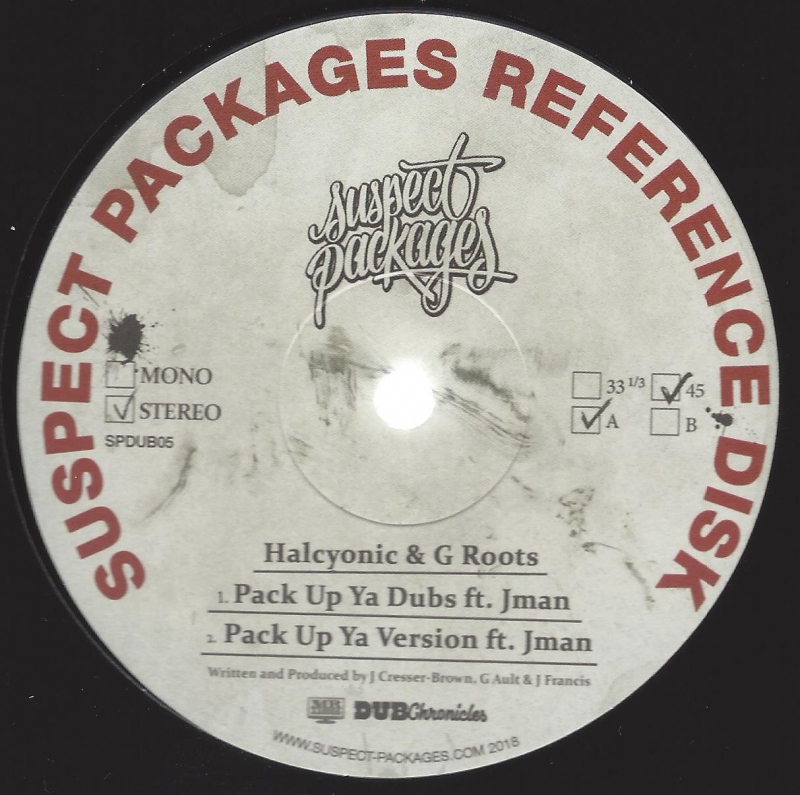 SUSPECT PACKAGES REFERENCE DISK
suspect
packages
MONO
STEREO
SPDUB05
33 1/3
45
A
B
Halcyonic & G Roots
1. Pack Up Ya Dubs ft. Jman
2. Pack Up Ya Version ft. Jman
Written and Produced by J Cresser-Brown, G Ault & J Francis
DUBChronicles
WWW.SUSPECT-PACKAGES.COM 2018